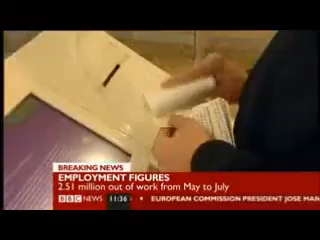 BREAKING NEWS
EMPLOYMENT FIGURES
2.51 million out of work from May to July
BBC NEWS 11:36 EUROPEAN COMMISSION PRESIDENT JOSE MAN